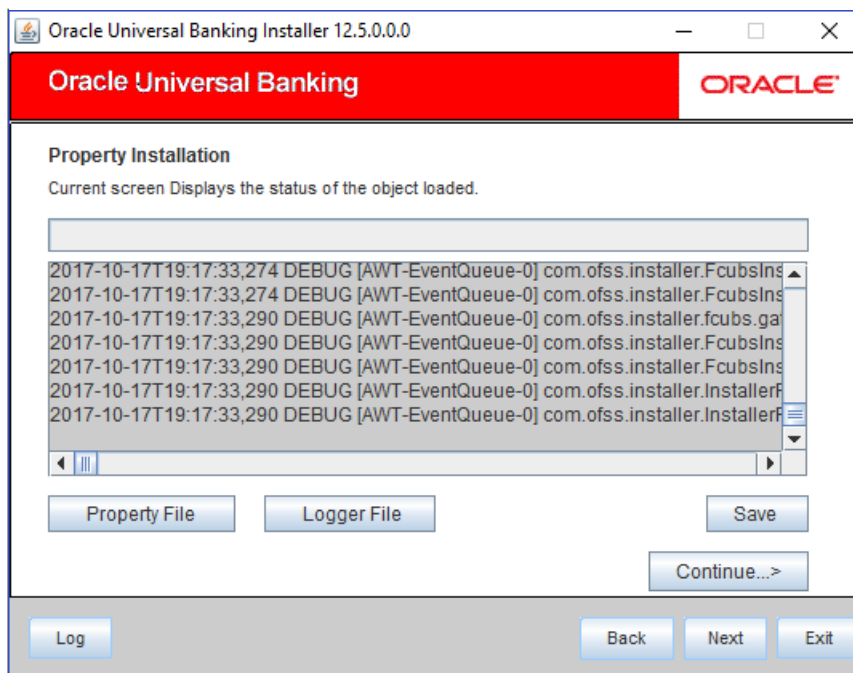 Oracle Universal Banking Installer 12.5.0.0.0
Oracle Universal Banking
ORACLE
Property Installation
Current screen Displays the status of the object loaded.
2017-10-17T19:17:33,274 DEBUG [AWT-EventQueue-0] com.ofss.installer.FcubsIns
2017-10-17T19:17:33,274 DEBUG [AWT-EventQueue-0] com.ofss.installer.FcubsIns
2017-10-17T19:17:33,290 DEBUG [AWT-EventQueue-0] com.ofss.installer.fcubs.ga
2017-10-17T19:17:33,290 DEBUG [AWT-EventQueue-0] com.ofss.installer.FcubsIns
2017-10-17T19:17:33,290 DEBUG [AWT-EventQueue-0] com.ofss.installer.FcubsIns
2017-10-17T19:17:33,290 DEBUG [AWT-EventQueue-0] com.ofss.installer.Installer
2017-10-17T19:17:33,290 DEBUG [AWT-EventQueue-0] com.ofss.installer.Installer
Property File Logger File Save
Continue...>
Log Back Next Exit